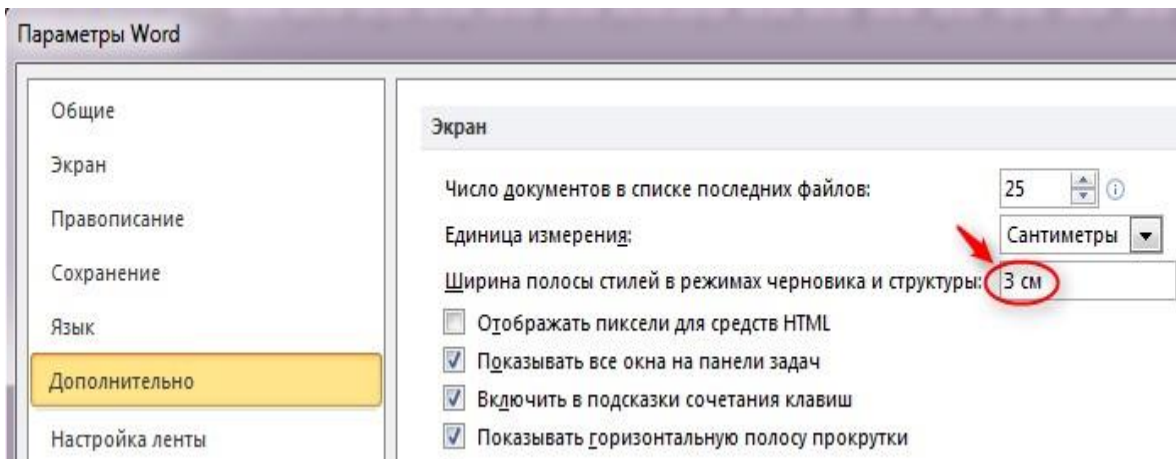 Параметры Word
Общие
Экран
Правописание
Сохранение
Язык
Дополнительно
Настройка ленты
Экран
Число документов в списке последних файлов: 25
Единица измерения: Сантиметры
Ширина полосы стилей в режимах черновика и структуры: 3 см
Отображать пиксели для средств HTML
Показывать все окна на панели задач
Включить в подсказки сочетания клавиш
Показывать горизонтальную полосу прокрутки